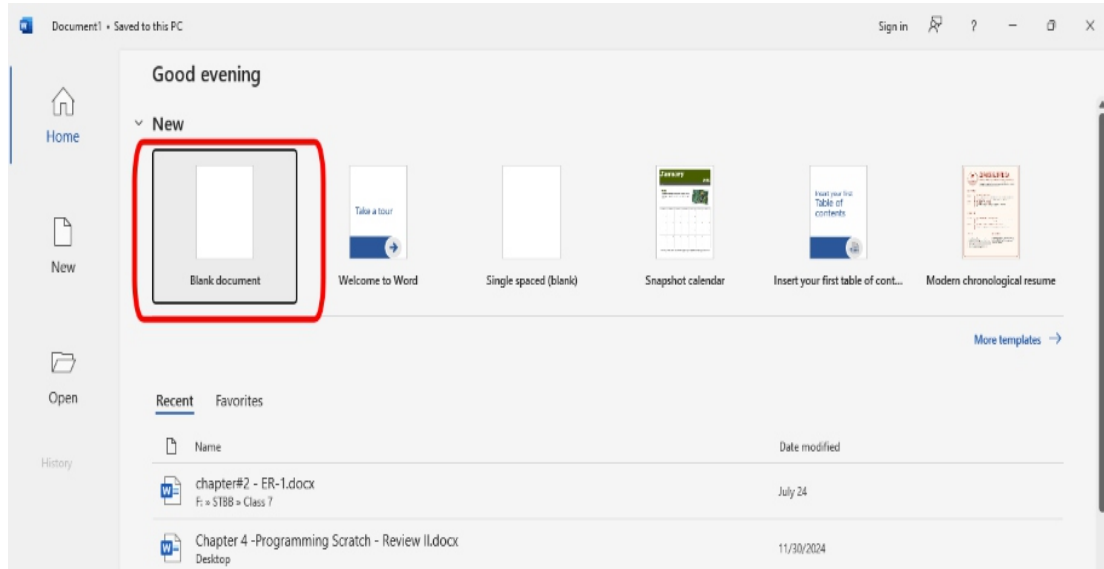 Document1 • Saved to this PC
Sign in
?
Good evening
Home
New
Take a tour
January
Insert your first
Table of
contents
Blank document
Welcome to Word
Single spaced (blank)
Snapshot calendar
Insert your first table of cont...
Modern chronological resume
New
More templates
Open
Recent
Favorites
History
Name
Date modified
chapter#2 - ER-1.docx
F: » STBB » Class 7
July 24
Chapter 4 -Programming Scratch - Review II.docx
Desktop
11/30/2024